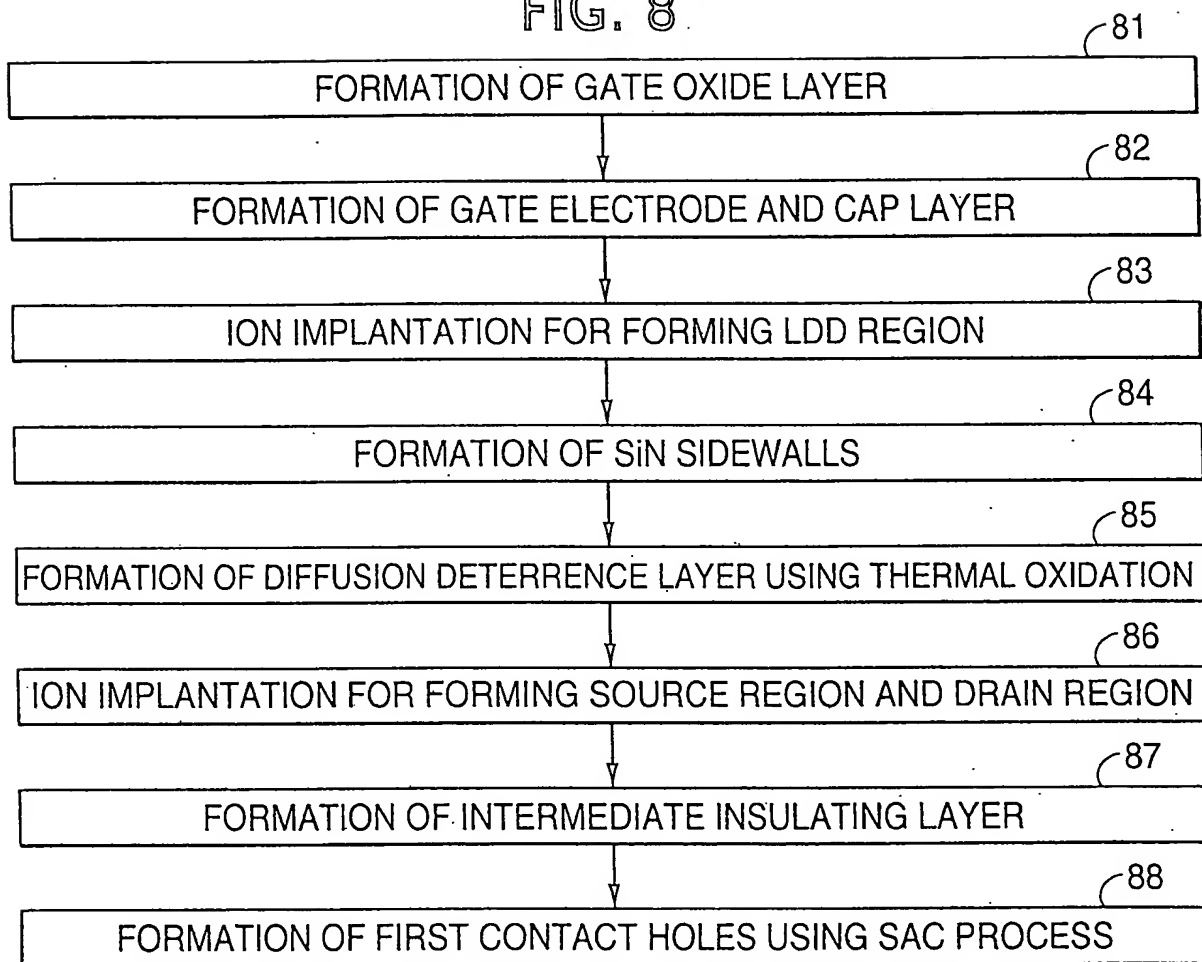 FIG. 8
81
FORMATION OF GATE OXIDE LAYER
82
FORMATION OF GATE ELECTRODE AND CAP LAYER
83
ION IMPLANTATION FOR FORMING LDD REGION
84
FORMATION OF SiN SIDEWALLS
85
FORMATION OF DIFFUSION DETERRENCE LAYER USING THERMAL OXIDATION
86
ION IMPLANTATION FOR FORMING SOURCE REGION AND DRAIN REGION
87
FORMATION OF INTERMEDIATE INSULATING LAYER
88
FORMATION OF FIRST CONTACT HOLES USING SAC PROCESS